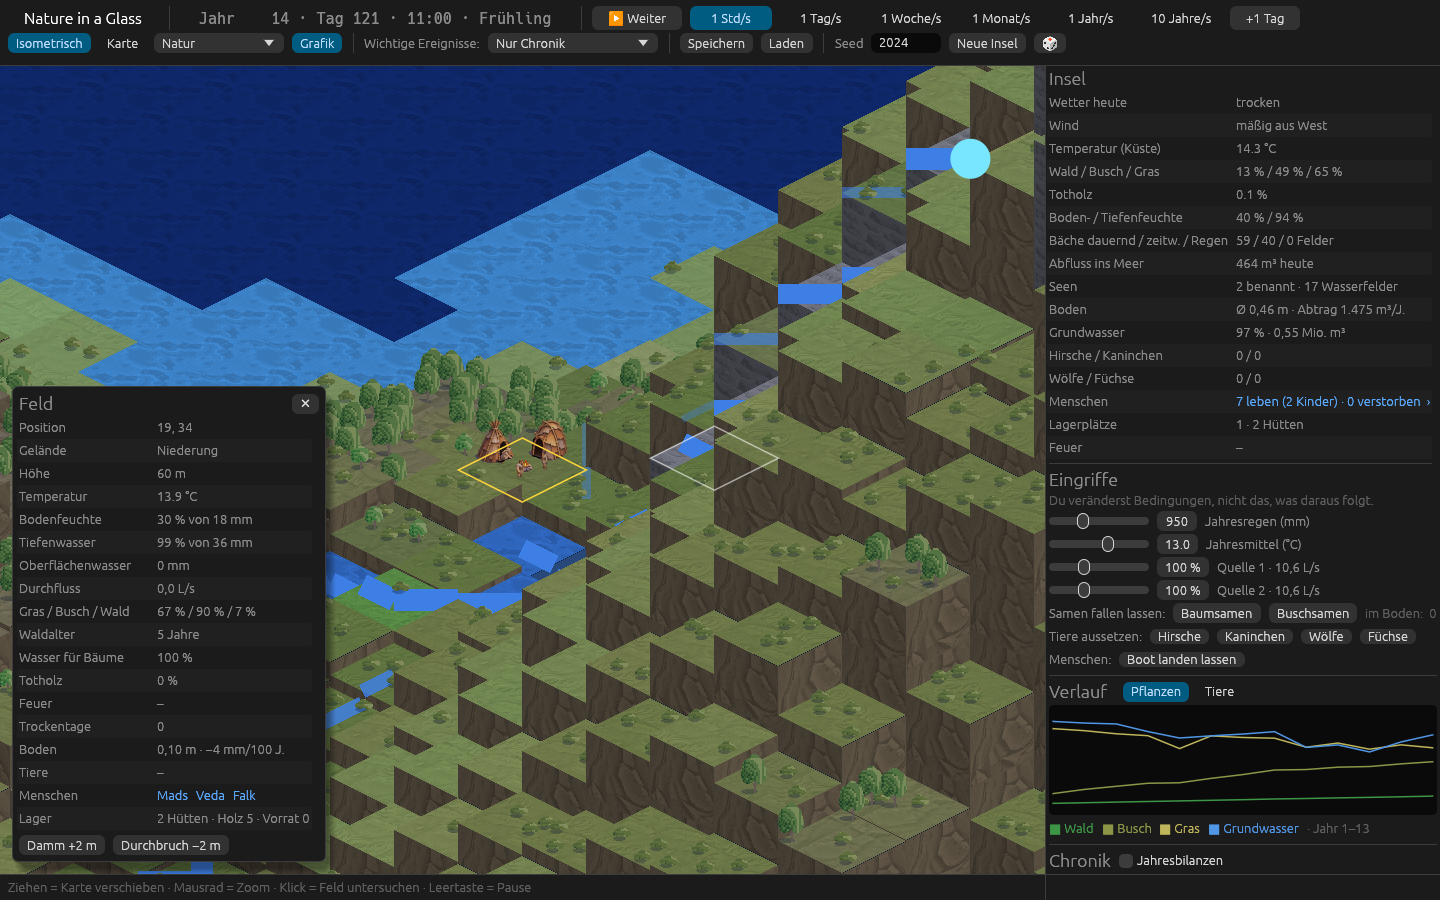 Nature in a Glass
Jahr 14 · Tag 121 · 11:00 · Frühling
Weiter
1 Std/s
1 Tag/s
1 Woche/s
1 Monat/s
1 Jahr/s
10 Jahre/s
+1 Tag
Isometrisch
Karte
Natur
Grafik
Wichtige Ereignisse:
Nur Chronik
Speichern
Laden
Seed
2024
Neue Insel
Feld
×
Position 19, 34
Gelände Niederung
Höhe 60 m
Temperatur 13.9 °C
Bodenfeuchte 30 % von 18 mm
Tiefenwasser 99 % von 36 mm
Oberflächenwasser 0 mm
Durchfluss 0,0 L/s
Gras / Busch / Wald 67 % / 90 % / 7 %
Waldalter 5 Jahre
Wasser für Bäume 100 %
Totholz 0 %
Feuer –
Trockentage 0
Boden 0,10 m · −4 mm/100 J.
Tiere –
Menschen Mads Veda Falk
Lager 2 Hütten · Holz 5 · Vorrat 0
Damm +2 m
Durchbruch −2 m
Insel
Wetter heute trocken
Wind mäßig aus West
Temperatur (Küste) 14.3 °C
Wald / Busch / Gras 13 % / 49 % / 65 %
Totholz 0.1 %
Boden- / Tiefenfeuchte 40 % / 94 %
Bäche dauernd / zeitw. / Regen 59 / 40 / 0 Felder
Abfluss ins Meer 464 m³ heute
Seen 2 benannt · 17 Wasserfelder
Boden Ø 0,46 m · Abtrag 1.475 m³/J.
Grundwasser 97 % · 0,55 Mio. m³
Hirsche / Kaninchen 0 / 0
Wölfe / Füchse 0 / 0
Menschen 7 leben (2 Kinder) · 0 verstorben ›
Lagerplätze 1 · 2 Hütten
Feuer –
Eingriffe
Du veränderst Bedingungen, nicht das, was daraus folgt.
950 Jahresregen (mm)
13.0 Jahresmittel (°C)
100 % Quelle 1 · 10,6 L/s
100 % Quelle 2 · 10,6 L/s
Samen fallen lassen: Baumsamen Buschsamen im Boden: 0
Tiere aussetzen: Hirsche Kaninchen Wölfe Füchse
Menschen: Boot landen lassen
Verlauf Pflanzen Tiere
Wald Busch Gras Grundwasser · Jahr 1–13
Chronik Jahresbilanzen
Ziehen = Karte verschieben · Mausrad = Zoom · Klick = Feld untersuchen · Leertaste = Pause